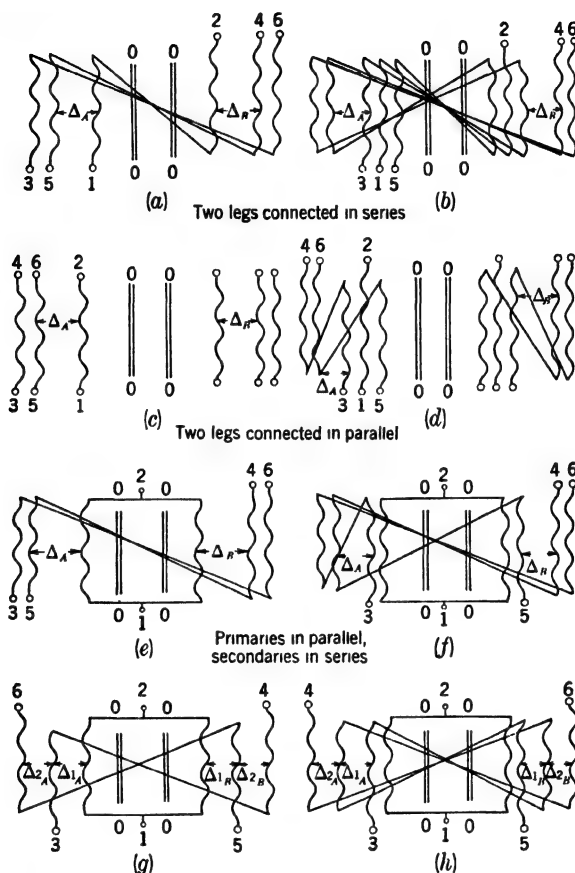 2 4 6
0 0
Δ_A Δ_B
0 0
3 5 1
(a)
0 0 2 4 6
Δ_A Δ_B
0 0
3 1 5
(b)
Two legs connected in series
4 6 2 0 0
Δ_A Δ_B
3 5 1 0 0
(c)
4 6 2 0 0
Δ_A Δ_B
3 1 5 0 0
(d)
Two legs connected in parallel
0 2 0 4 6
Δ_A Δ_B
3 5 0 1 0
(e)
0 2 0 4 6
Δ_A Δ_B
3 0 1 0 5
(f)
Primaries in parallel,
secondaries in series
6 0 2 0 4
Δ2_A Δ1_A Δ1_B Δ2_B
3 0 1 0 5
(g)
4 0 2 0 6
Δ2_A Δ1_A Δ1_B Δ2_B
3 0 1 0 5
(h)